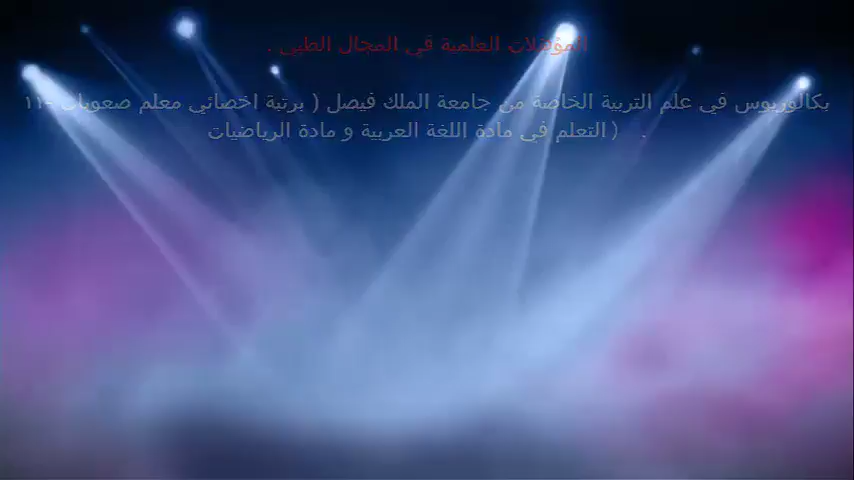 المؤهلات العلمية في المجال الطبي .
١١- بكالوريوس في علم التربية الخاصة من جامعة الملك فيصل ( برتبة اخصائي معلم صعوبات
التعلم في مادة اللغة العربية و مادة الرياضيات ) .